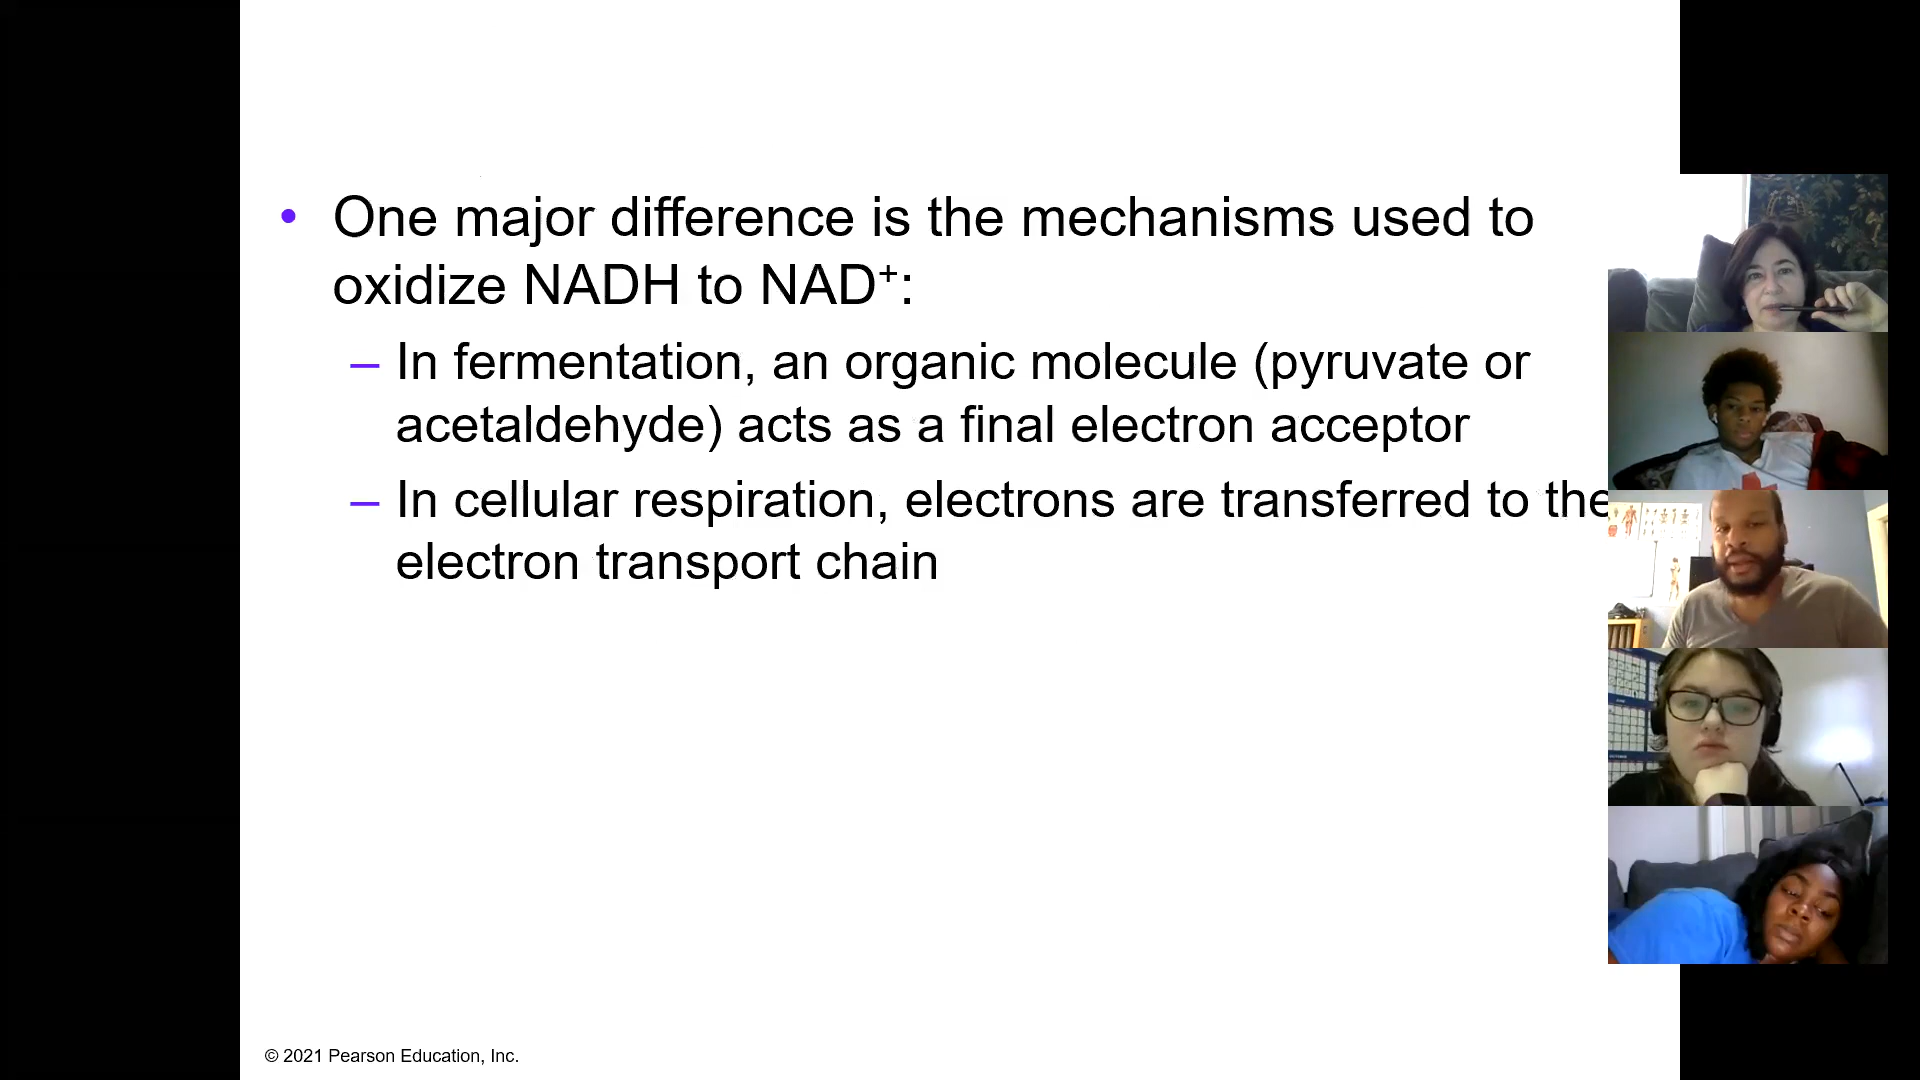 • One major difference is the mechanisms used to
oxidize NADH to NAD⁺:
– In fermentation, an organic molecule (pyruvate or
acetaldehyde) acts as a final electron acceptor
– In cellular respiration, electrons are transferred to the
electron transport chain
© 2021 Pearson Education, Inc.